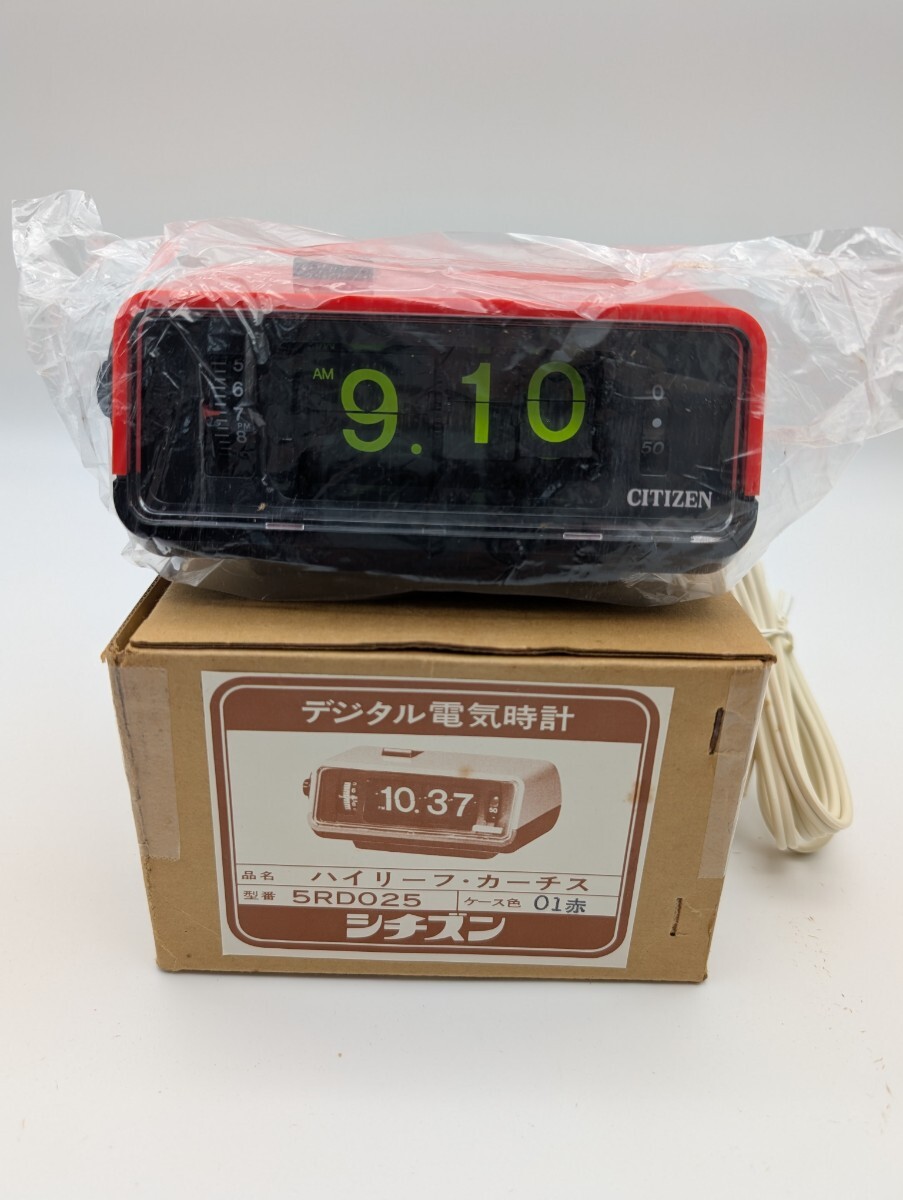 5
6
7
PM
8
AM
9.10
0
50
CITIZEN
デジタル電気時計
10.37
品名 ハイリーフ・カーチス
型番 5RD025 ケース色 01赤
シチズン